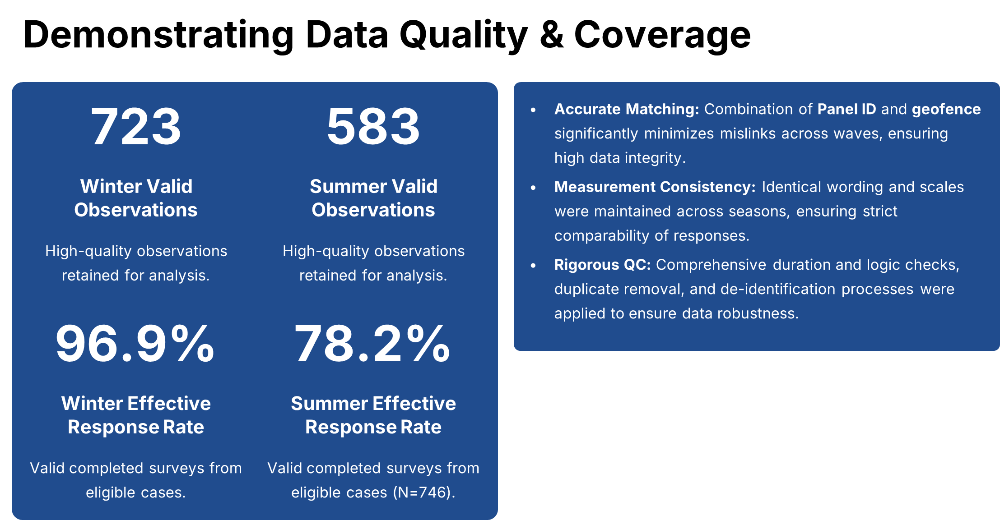 Demonstrating Data Quality & Coverage
723
Winter Valid
Observations
High-quality observations
retained for analysis.
583
Summer Valid
Observations
High-quality observations
retained for analysis.
96.9%
Winter Effective
Response Rate
Valid completed surveys from
eligible cases.
78.2%
Summer Effective
Response Rate
Valid completed surveys from
eligible cases (N=746).
• Accurate Matching: Combination of Panel ID and geofence
significantly minimizes mislinks across waves, ensuring
high data integrity.
• Measurement Consistency: Identical wording and scales
were maintained across seasons, ensuring strict
comparability of responses.
• Rigorous QC: Comprehensive duration and logic checks,
duplicate removal, and de-identification processes were
applied to ensure data robustness.